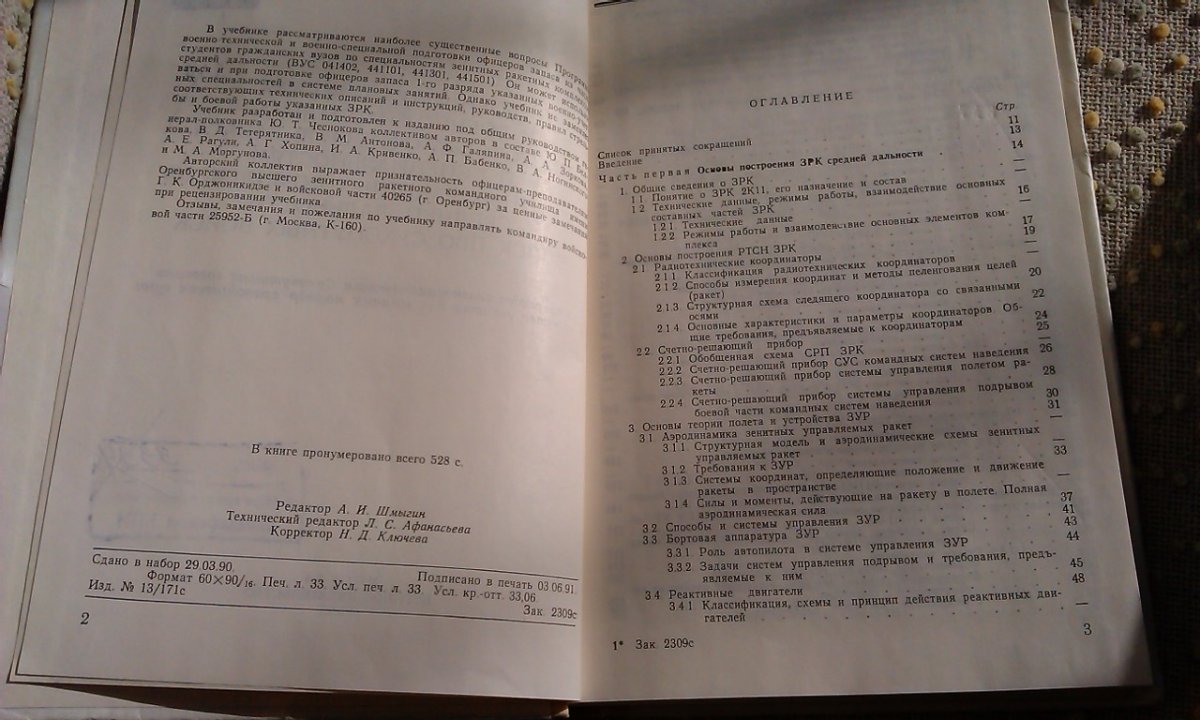 В учебнике рассматриваются наиболее существенные вопросы
военно-технической и военно-специальной подготовки офицеров запаса из
студентов гражданских вузов по специальностям зенитных ракетных
средней дальности (ВУС 041402, 441101, 441301, 441501) Он может
ваться и при подготовке офицеров запаса 1-го разряда указанных
ных специальностей в системе плановых занятий. Однако учебник не
соответствующих технических описаний и инструкций, руководств, правил
бы и боевой работы указанных ЗРК.
Учебник разработан и подготовлен к изданию под общим руководством
нерал-полковника Ю. Т. Чеснокова коллективом авторов в составе Ю. П.
кова, В Д. Тетерятника, В М. Антонова, А Ф. Галяпина, А. А. Зорикова,
А. Е. Рагули, А Г Хопина, И. А. Кривенко, А. П. Бабенко, В. А.
и М. А. Моргунова.
Авторский коллектив выражает признательность офицерам-преподавателям
Оренбургского высшего зенитного ракетного командного училища имени
Г К. Орджоникидзе и войсковой части 40265 (г Оренбург) за ценные замечания
при рецензировании учебника
Отзывы, замечания и пожелания по учебнику направлять командиру войско-
вой части 25952-Б (г. Москва, К-160).
В книге пронумеровано всего 528 с.
Редактор А. И. Шмыгин
Технический редактор Л. С. Афанасьева
Корректор Н. Д. Ключева
Сдано в набор 29.03.90. Подписано в печать 03 06.91.
Формат 60×90/16. Печ л. 33 Усл печ л. 33 Усл. кр.-отт. 33,06.
Изд. № 13/171с Зак 2309с
2
ОГЛАВЛЕНИЕ
Стр
Список принятых сокращений 11
Введение 13
Часть первая Основы построения ЗРК средней дальности 14
1. Общие сведения о ЗРК —
1 1 Понятие о ЗРК 2К11, его назначение и состав —
1 2 Технические данные, режимы работы, взаимодействие основных
составных частей ЗРК 16
1 2 1 Технические данные —
1 2 2 Режимы работы и взаимодействие основных элементов ком-
плекса 17
2 Основы построения РТСН ЗРК 19
2 1 Радиотехнические координаторы —
2 1 1 Классификация радиотехнических координаторов —
2 1 2 Способы измерения координат и методы пеленгования целей
(ракет) 20
2.1 3 Структурная схема следящего координатора со связанными
осями 22
2.1 4 Основные характеристики и параметры координаторов Об-
щие требования, предъявляемые к координаторам 24
2 2 Счетно-решающий прибор 25
2 2 1 Обобщенная схема СРП ЗРК —
2 2 2 Счетно-решающий прибор СУС командных систем наведения 26
2 2 3 Счетно-решающий прибор системы управления полетом ра-
кеты 28
2 2 4 Счетно-решающий прибор системы управления подрывом
боевой части командных систем наведения 30
3 Основы теории полета и устройства ЗУР 31
3 1 Аэродинамика зенитных управляемых ракет —
3 1 1 Структурная модель и аэродинамические схемы зенитных
управляемых ракет —
3 1 2 Требования к ЗУР 33
3 1 3 Системы координат, определяющие положение и движение
ракеты в пространстве —
3 1 4 Силы и моменты, действующие на ракету в полете. Полная
аэродинамическая сила 37
3 2 Способы и системы управления ЗУР 41
3 3 Бортовая аппаратура ЗУР 43
3 3 1 Роль автопилота в системе управления ЗУР 44
3 3 2. Задачи систем управления подрывом и требования, предъ-
являемые к ним 45
3 4 Реактивные двигатели 48
3 4 1 Классификация, схемы и принцип действия реактивных дви-
гателей —
1* Зак 2309с
3